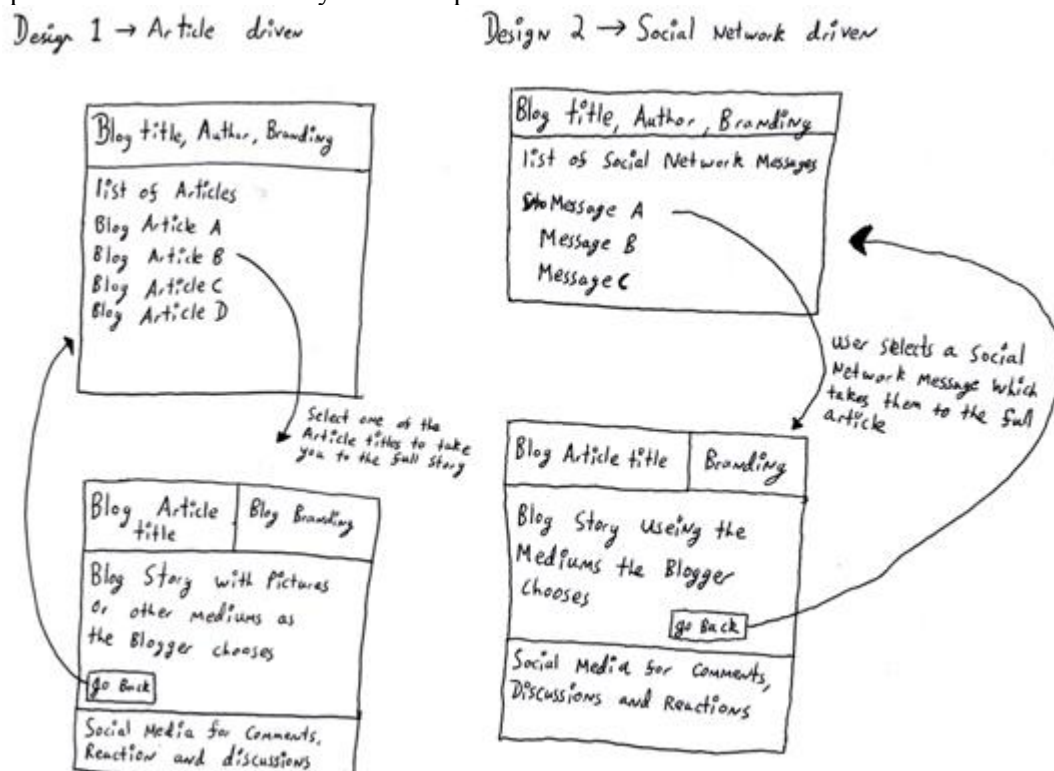 Design 1 → Article driven
Blog title, Author, Branding
list of Articles
Blog Article A
Blog Article B
Blog Article C
Blog Article D
Select one of the
Article titles to take
you to the full story
Blog Article
title
Blog Branding
Blog Story with Pictures
or other mediums as
the Blogger chooses
go Back
Social Media for Comments,
Reaction and discussions
Design 2 → Social Network driven
Blog title, Author, Branding
list of Social Network Messages
Message A
Message B
Message C
user selects a Social
Network Message which
takes them to the full
article
Blog Article title
Branding
Blog Story useing the
Mediums the Blogger
chooses
go Back
Social Media for Comments,
Discussions and Reactions